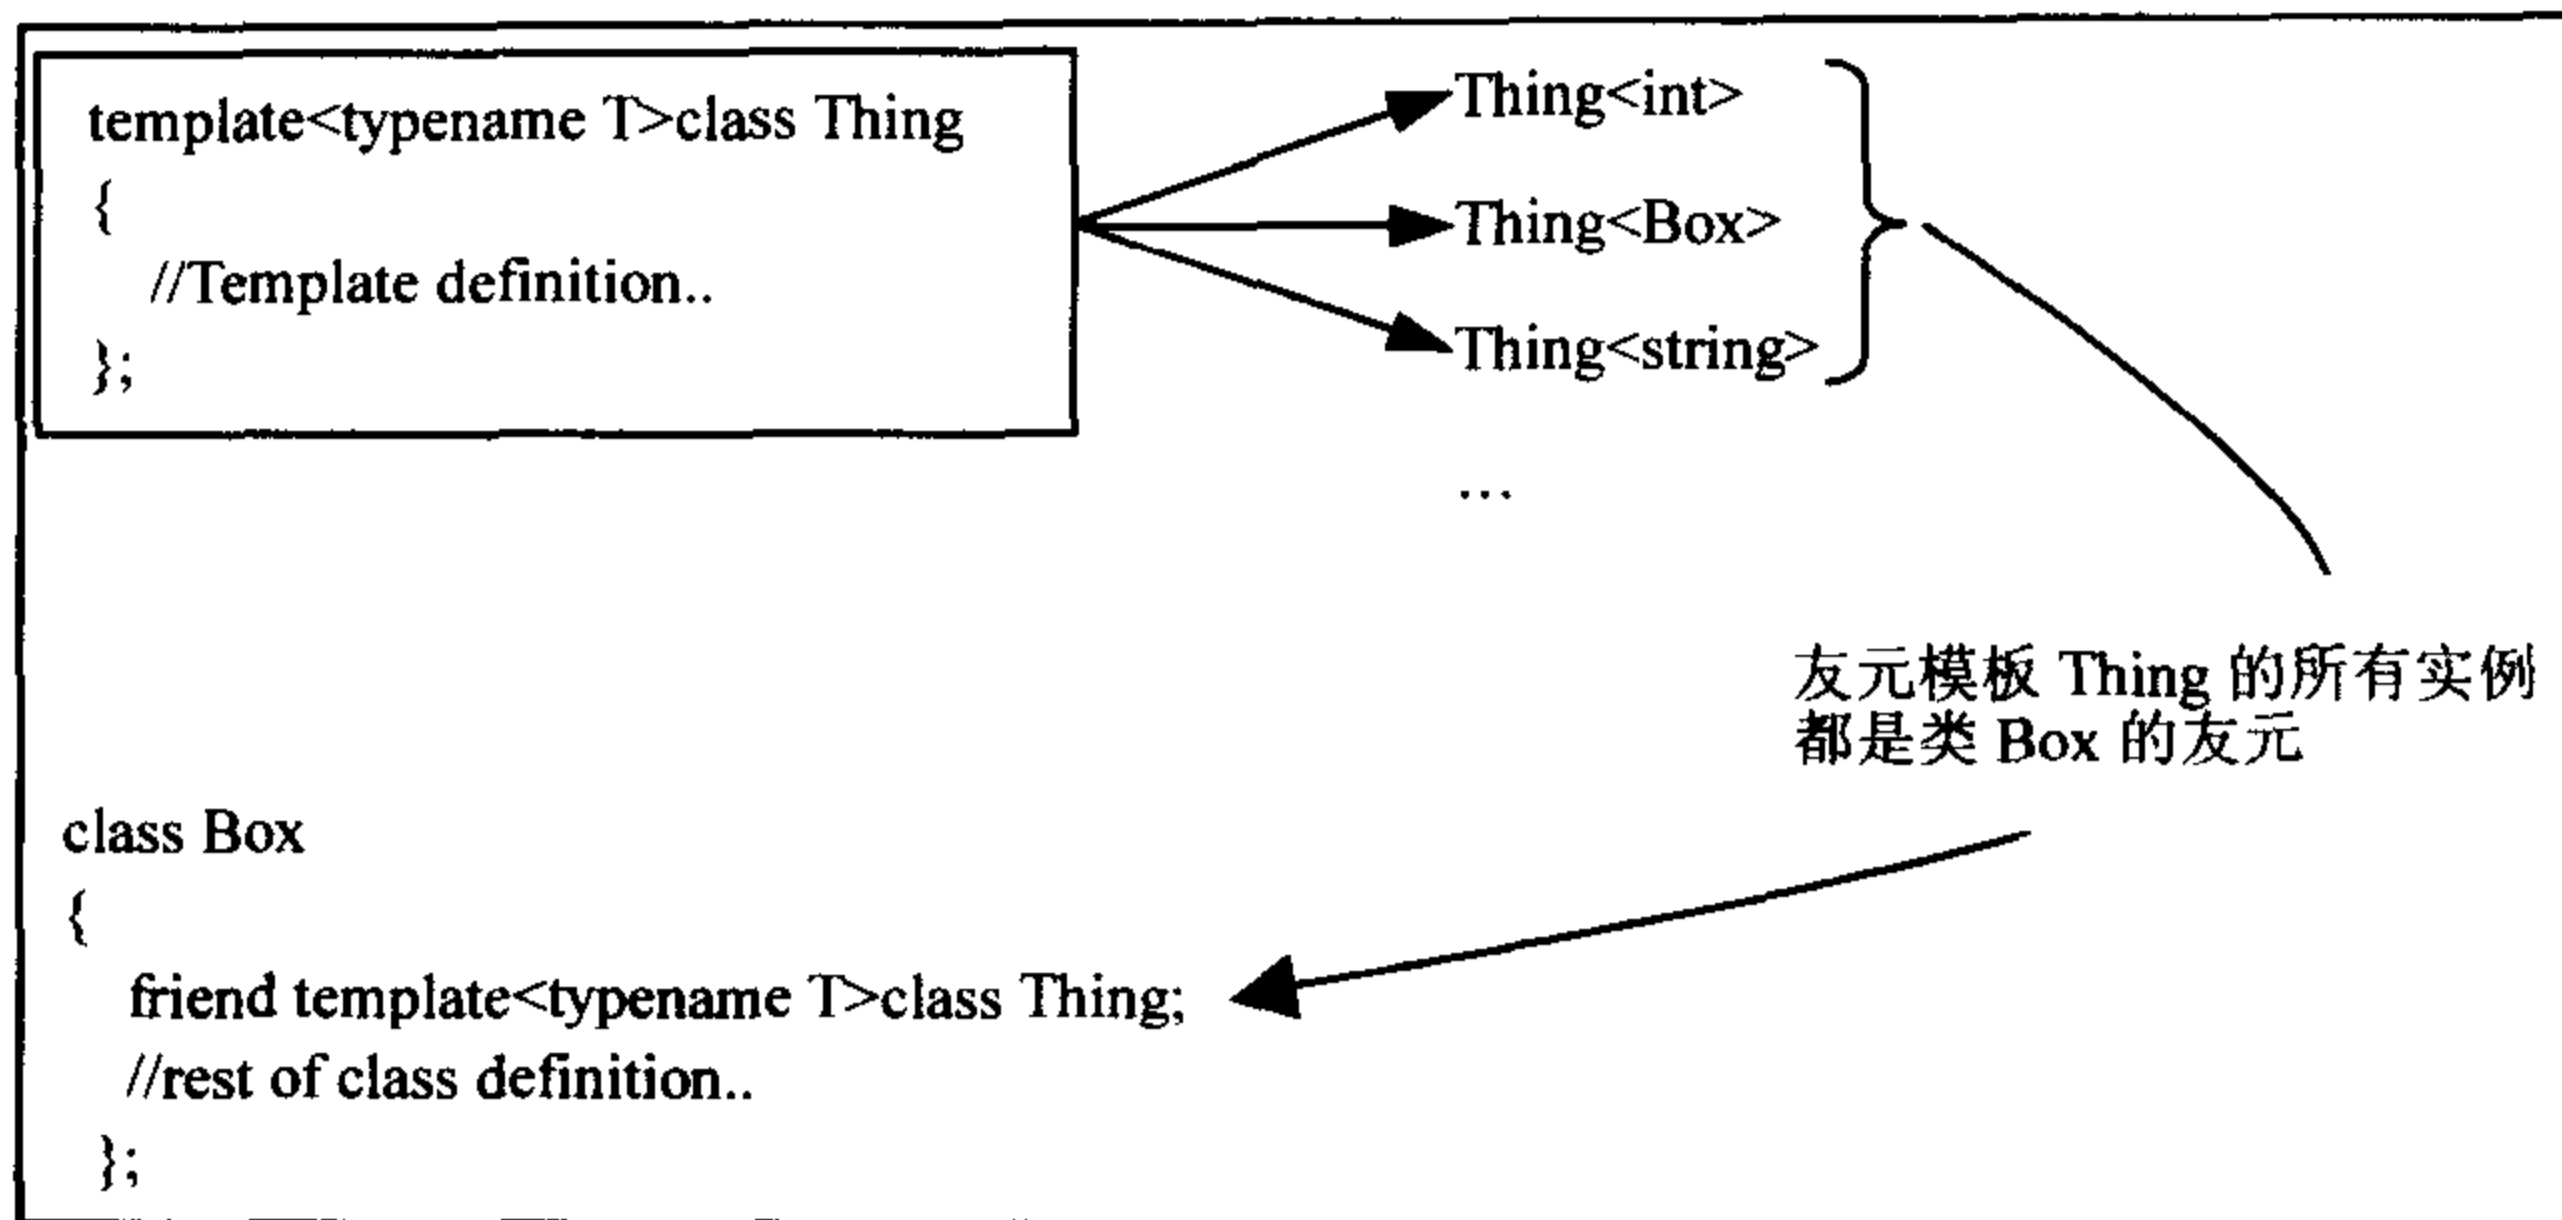 template<typename T>class Thing
{
//Template definition..
};
Thing<int>
Thing<Box>
Thing<string>
...
友元模板 Thing 的所有实例
都是类 Box 的友元
class Box
{
friend template<typename T>class Thing;
//rest of class definition..
};